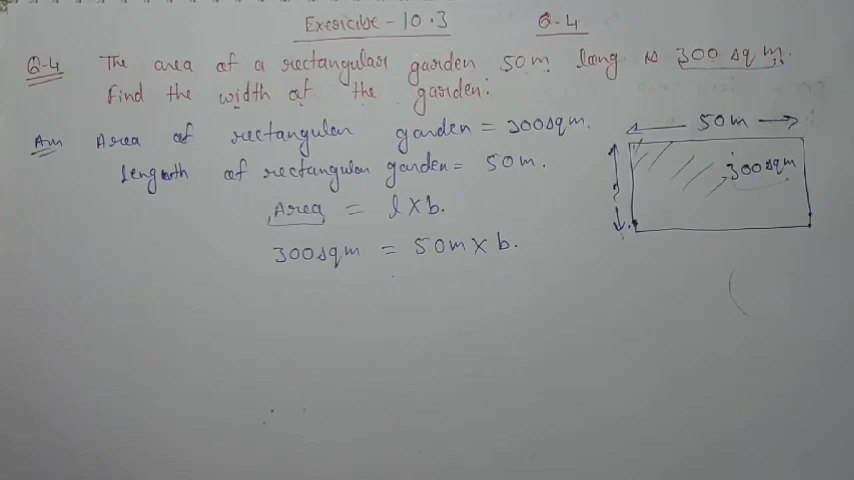 Exercise - 10.3 Q-4
Q-4 The area of a rectangular garden 50m long is 300 sq m.
Find the width of the garden:
Ans Area of rectangular garden = 300sqm.
length of rectangular garden = 50m.
Area = l x b.
300sqm = 50m x b.
50m
300sqm
?